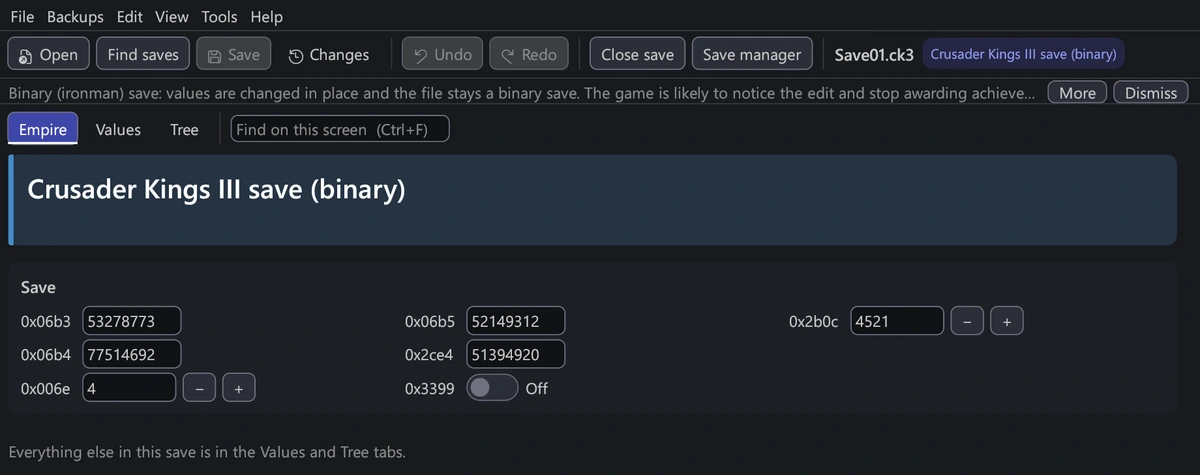 File Backups Edit View Tools Help
Open Find saves Save Changes Undo Redo Close save Save manager Save01.ck3 Crusader Kings III save (binary)
Binary (ironman) save: values are changed in place and the file stays a binary save. The game is likely to notice the edit and stop awarding achieve... More Dismiss
Empire Values Tree Find on this screen (Ctrl+F)
Crusader Kings III save (binary)
Save
0x06b3 53278773 0x06b5 52149312 0x2b0c 4521 − +
0x06b4 77514692 0x2ce4 51394920
0x006e 4 − + 0x3399 Off
Everything else in this save is in the Values and Tree tabs.